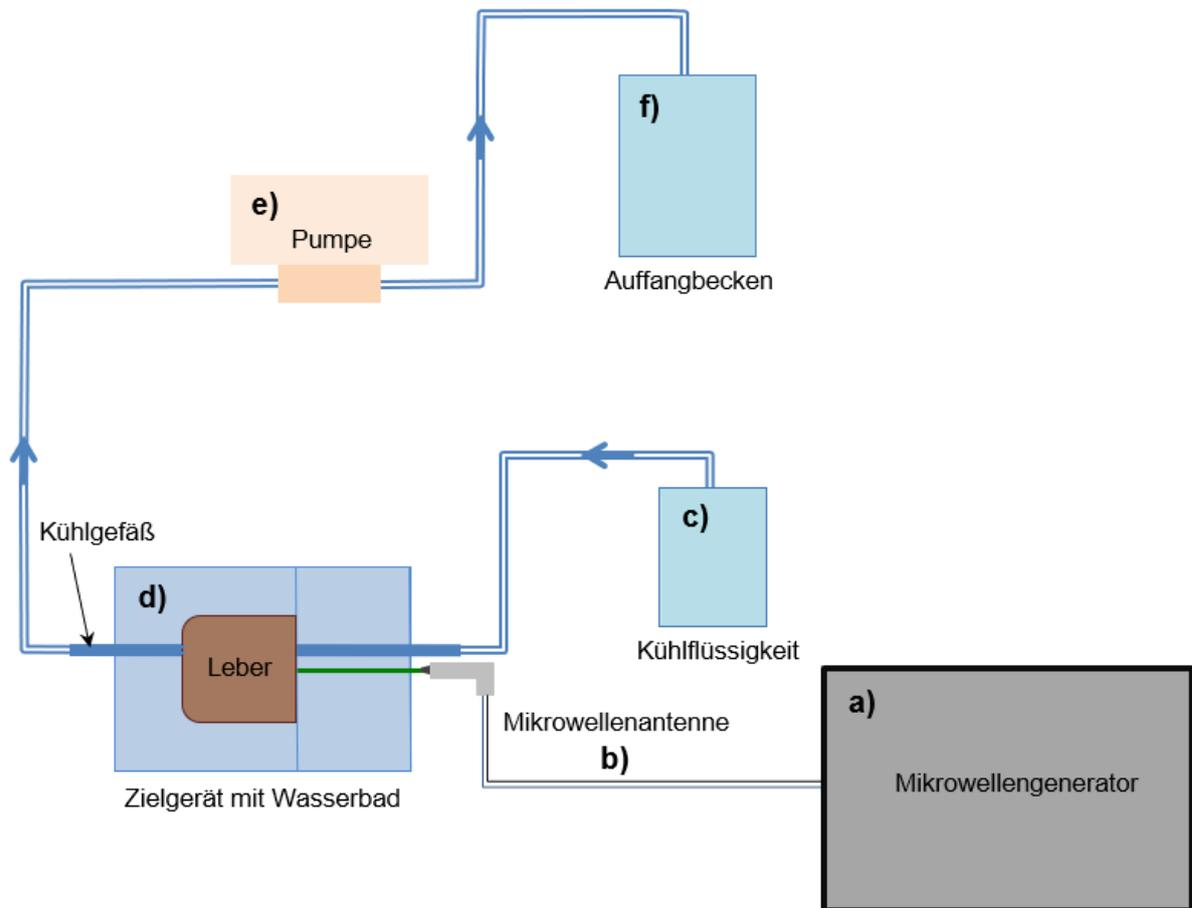 f)
e)
Pumpe
Auffangbecken
Kühlgefäß
c)
d)
Leber
Kühlflüssigkeit
a)
Mikrowellenantenne
b)
Mikrowellengenerator
Zielgerät mit Wasserbad